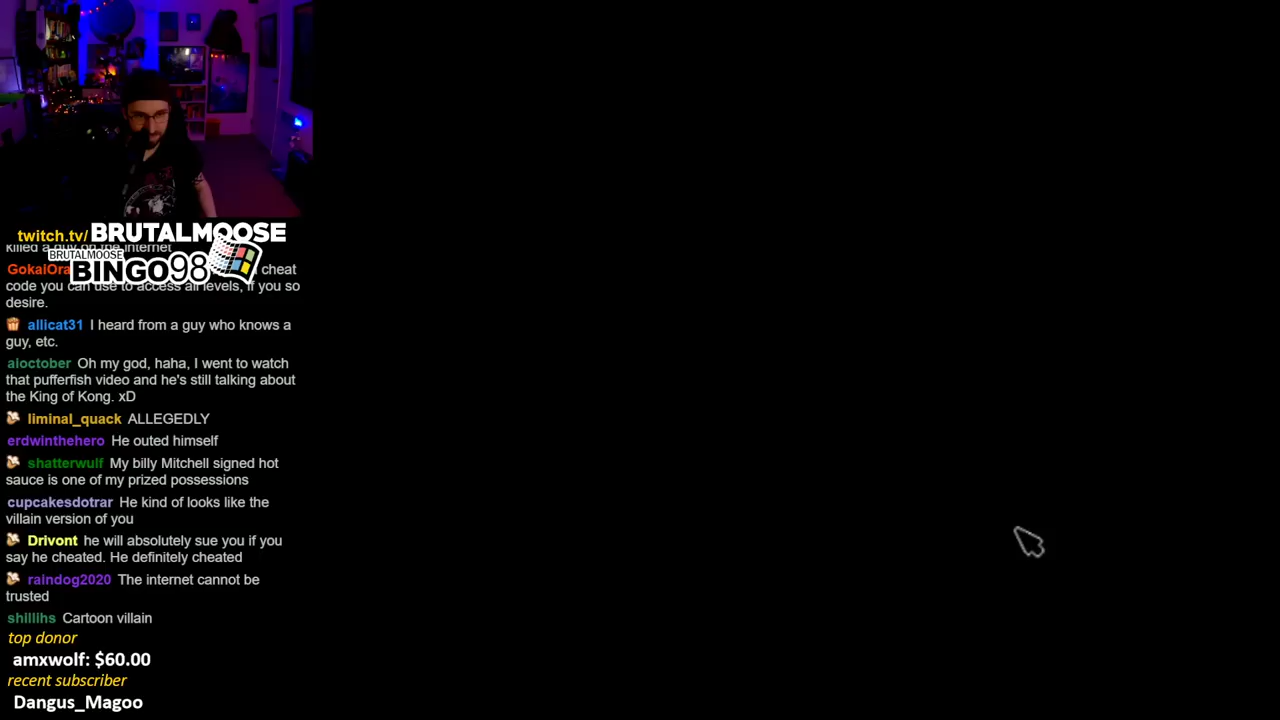 twitch.tv/BRUTALMOOSE
killed a guy on the internet
BRUTALMOOSE
BINGO98
GokaiOra cheat
code you can use to access all levels, if you so
desire.
allicat31 I heard from a guy who knows a
guy, etc.
aioctober Oh my god, haha, I went to watch
that pufferfish video and he's still talking about
the King of Kong. xD
liminal_quack ALLEGEDLY
erdwinthehero He outed himself
shatterwulf My billy Mitchell signed hot
sauce is one of my prized possessions
cupcakesdotrar He kind of looks like the
villain version of you
Drivont he will absolutely sue you if you
say he cheated. He definitely cheated
raindog2020 The internet cannot be
trusted
shillihs Cartoon villain
top donor
amxwolf: $60.00
recent subscriber
Dangus_Magoo